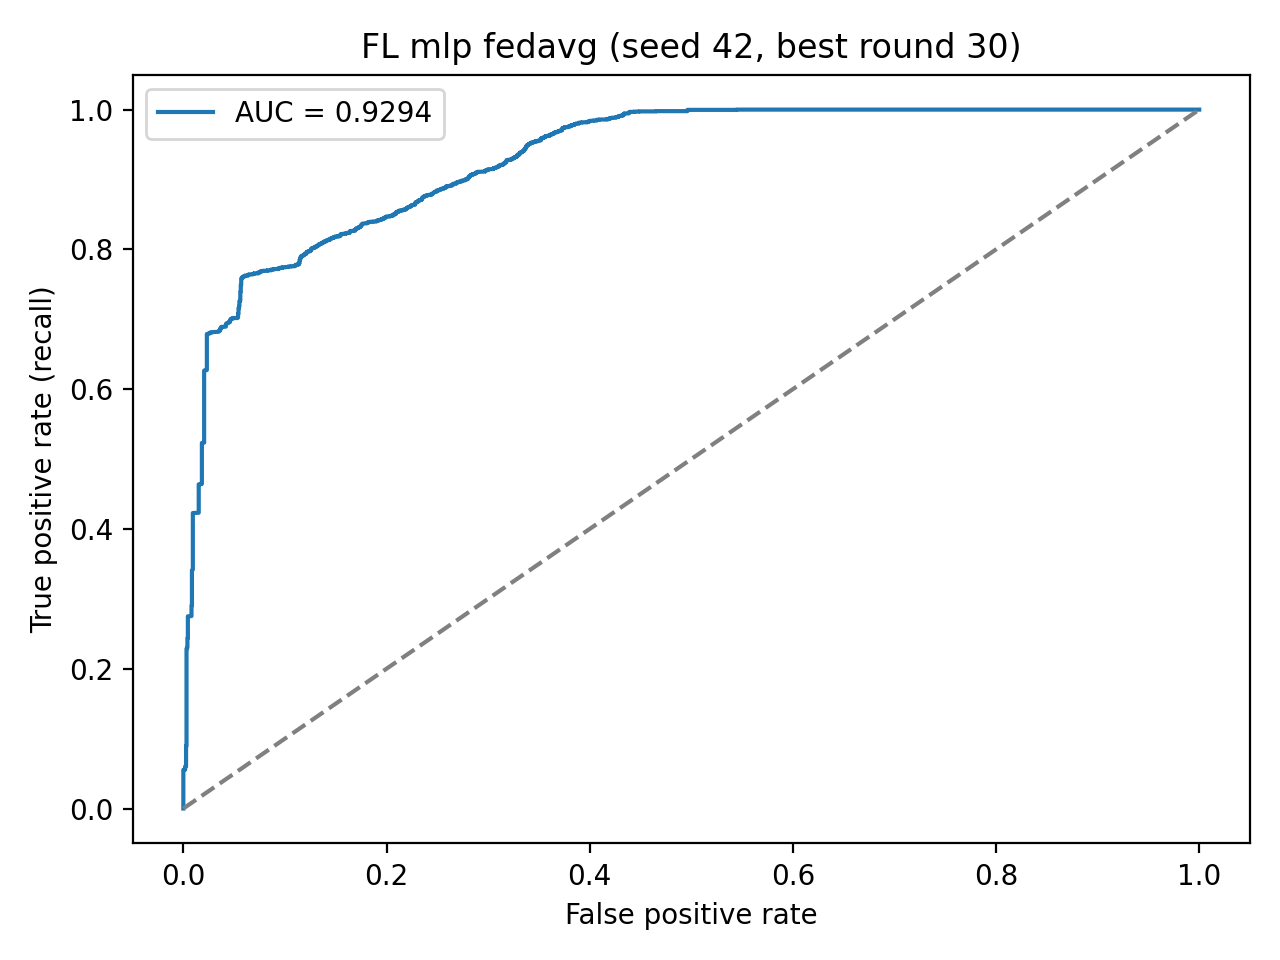 FL mlp fedavg (seed 42, best round 30)
AUC = 0.9294
True positive rate (recall)
1.0
0.8
0.6
0.4
0.2
0.0
0.0 0.2 0.4 0.6 0.8 1.0
False positive rate